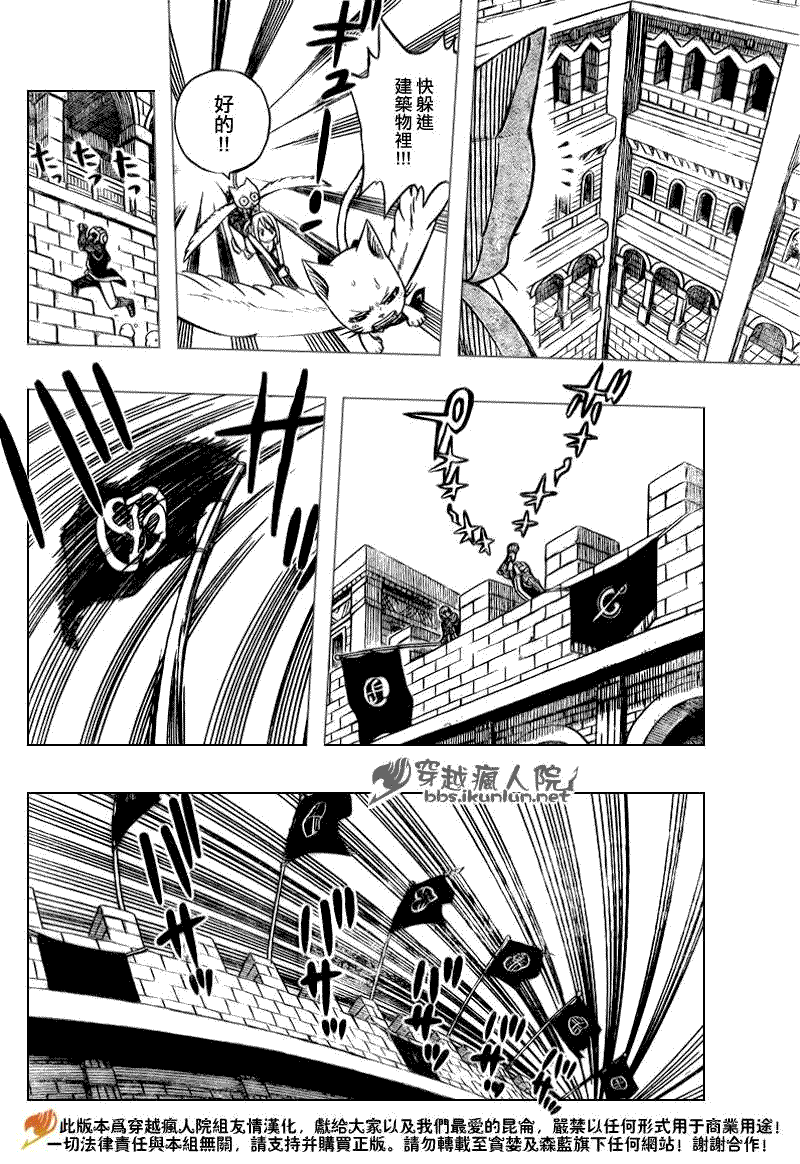 快躲進
建築物裡!!!
好的!!
ギュ
ー
たっ
たっ
ザッ
ザッ
ザッ
ザッ
穿越瘋人院
bbs.ikunlun.net
此版本爲穿越瘋人院組友情漢化，獻給大家以及我們最愛的昆侖，嚴禁以任何形式用于商業用途！
一切法律責任與本組無關，請支持并購買正版。請勿轉載至貪婪及森藍旗下任何網站！謝謝合作！